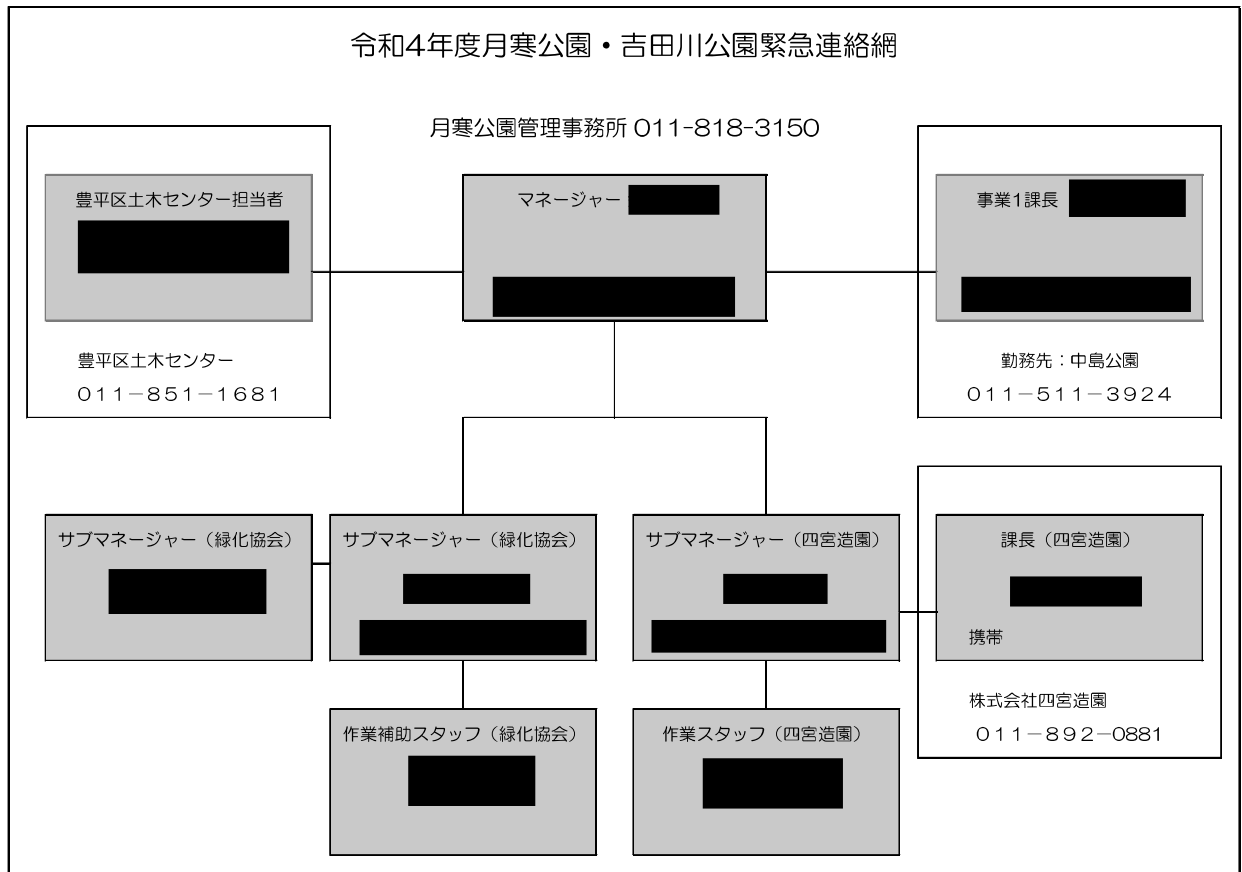 令和4年度月寒公園・吉田川公園緊急連絡網
月寒公園管理事務所 011-818-3150
豊平区土木センター担当者
マネージャー
事業1課長
豊平区土木センター
011-851-1681
勤務先：中島公園
011-511-3924
サブマネージャー（緑化協会）
サブマネージャー（緑化協会）
サブマネージャー（四宮造園）
課長（四宮造園）
携帯
株式会社四宮造園
011-892-0881
作業補助スタッフ（緑化協会）
作業スタッフ（四宮造園）